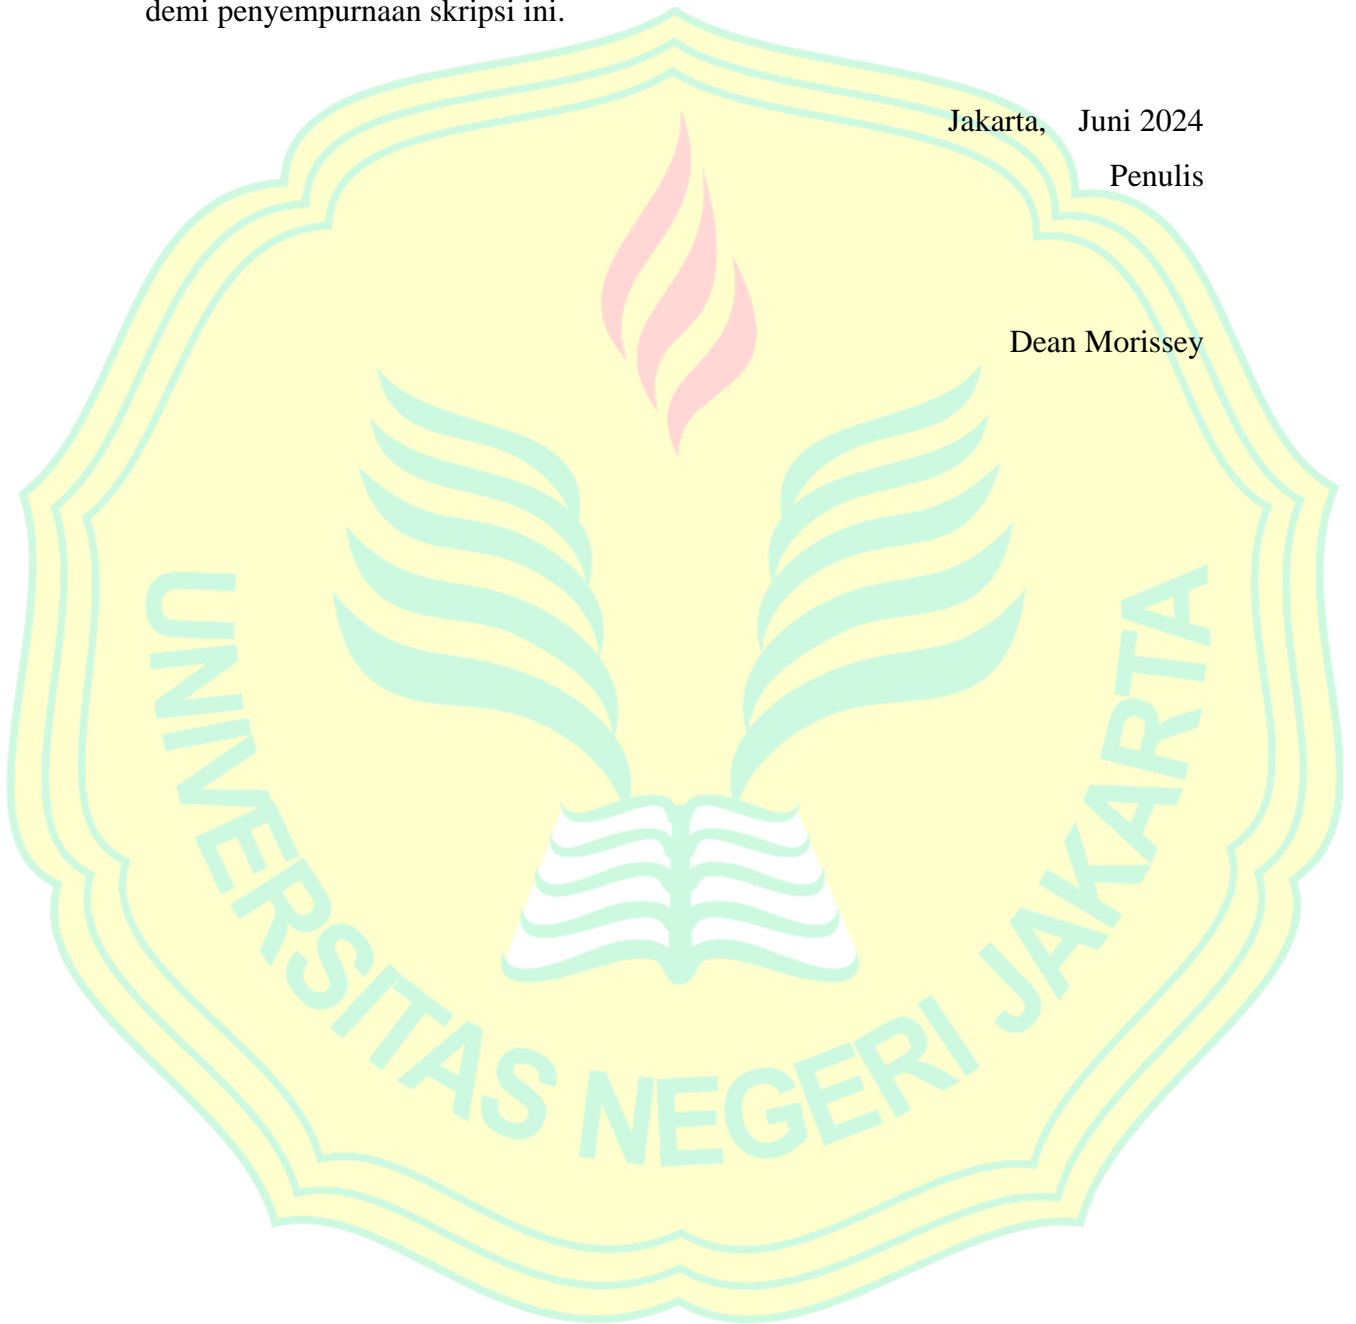 demi penyempurnaan skripsi ini.
Jakarta,    Juni 2024
Penulis
Dean Morissey
UNIVERSITAS NEGERI JAKARTA